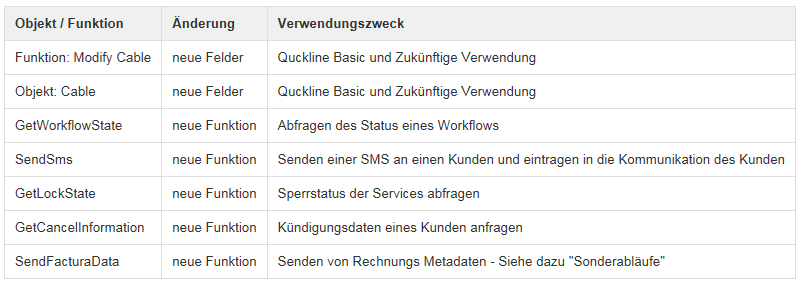 Objekt / Funktion Änderung Verwendungszweck
Funktion: Modify Cable neue Felder Quckline Basic und Zukünftige Verwendung
Objekt: Cable neue Felder Quckline Basic und Zukünftige Verwendung
GetWorkflowState neue Funktion Abfragen des Status eines Workflows
SendSms neue Funktion Senden einer SMS an einen Kunden und eintragen in die Kommunikation des Kunden
GetLockState neue Funktion Sperrstatus der Services abfragen
GetCancelInformation neue Funktion Kündigungsdaten eines Kunden anfragen
SendFacturaData neue Funktion Senden von Rechnungs Metadaten - Siehe dazu "Sonderabläufe"